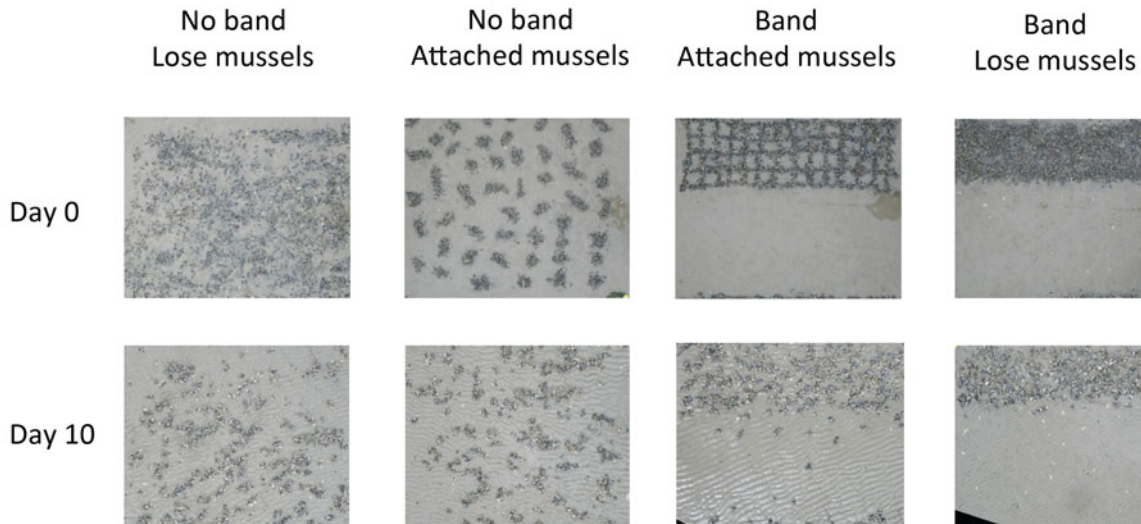 No band
Lose mussels
No band
Attached mussels
Band
Attached mussels
Band
Lose mussels
Day 0
Day 10